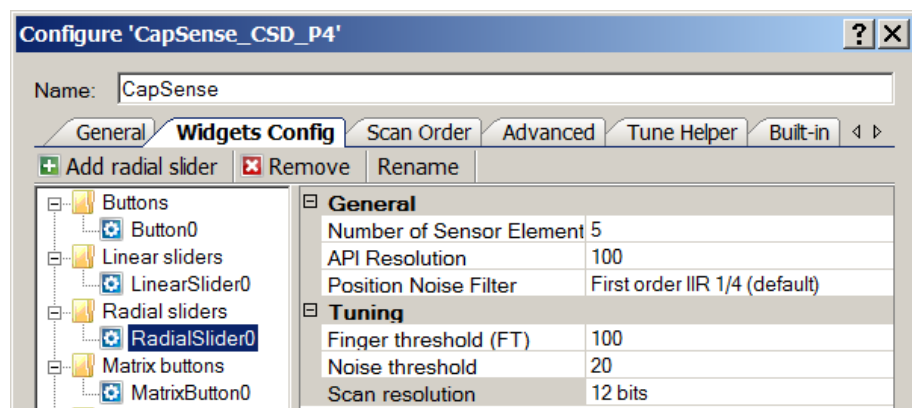 Configure 'CapSense_CSD_P4'
Name: CapSense
General Widgets Config Scan Order Advanced Tune Helper Built-in
Add radial slider Remove Rename
Buttons
Button0
Linear sliders
LinearSlider0
Radial sliders
RadialSlider0
Matrix buttons
MatrixButton0
General
Number of Sensor Element 5
API Resolution 100
Position Noise Filter First order IIR 1/4 (default)
Tuning
Finger threshold (FT) 100
Noise threshold 20
Scan resolution 12 bits